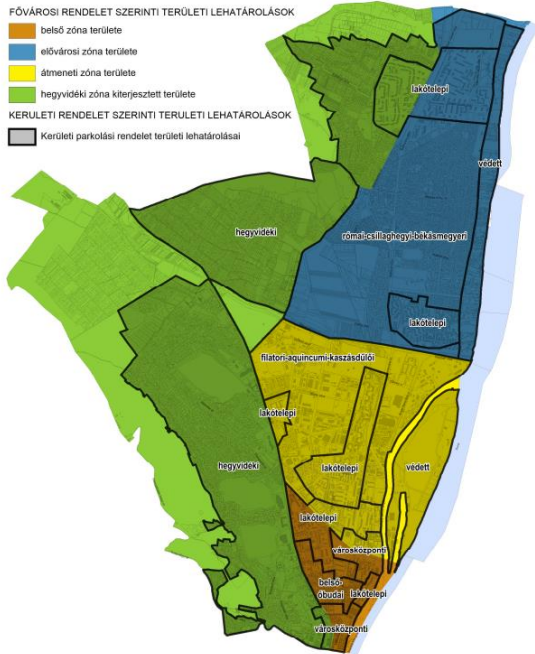 FŐVÁROSI RENDELET SZERINTI TERÜLETI LEHATÁROLÁSOK
belső zóna területe
elővárosi zóna területe
átmeneti zóna területe
hegyvidéki zóna kiterjesztett területe
KERÜLETI RENDELET SZERINTI TERÜLETI LEHATÁROLÁSOK
Kerületi parkolási rendelet területi lehatárolásai
lakótelepi
védett
hegyvidéki
római-csillaghegyi-békásmegyeri
lakótelepi
filatori-aquincumi-kaszásdűlői
lakótelepi
hegyvidéki
lakótelepi
védett
lakótelepi
városközponti
belső-
óbudai
lakótelepi
városközponti